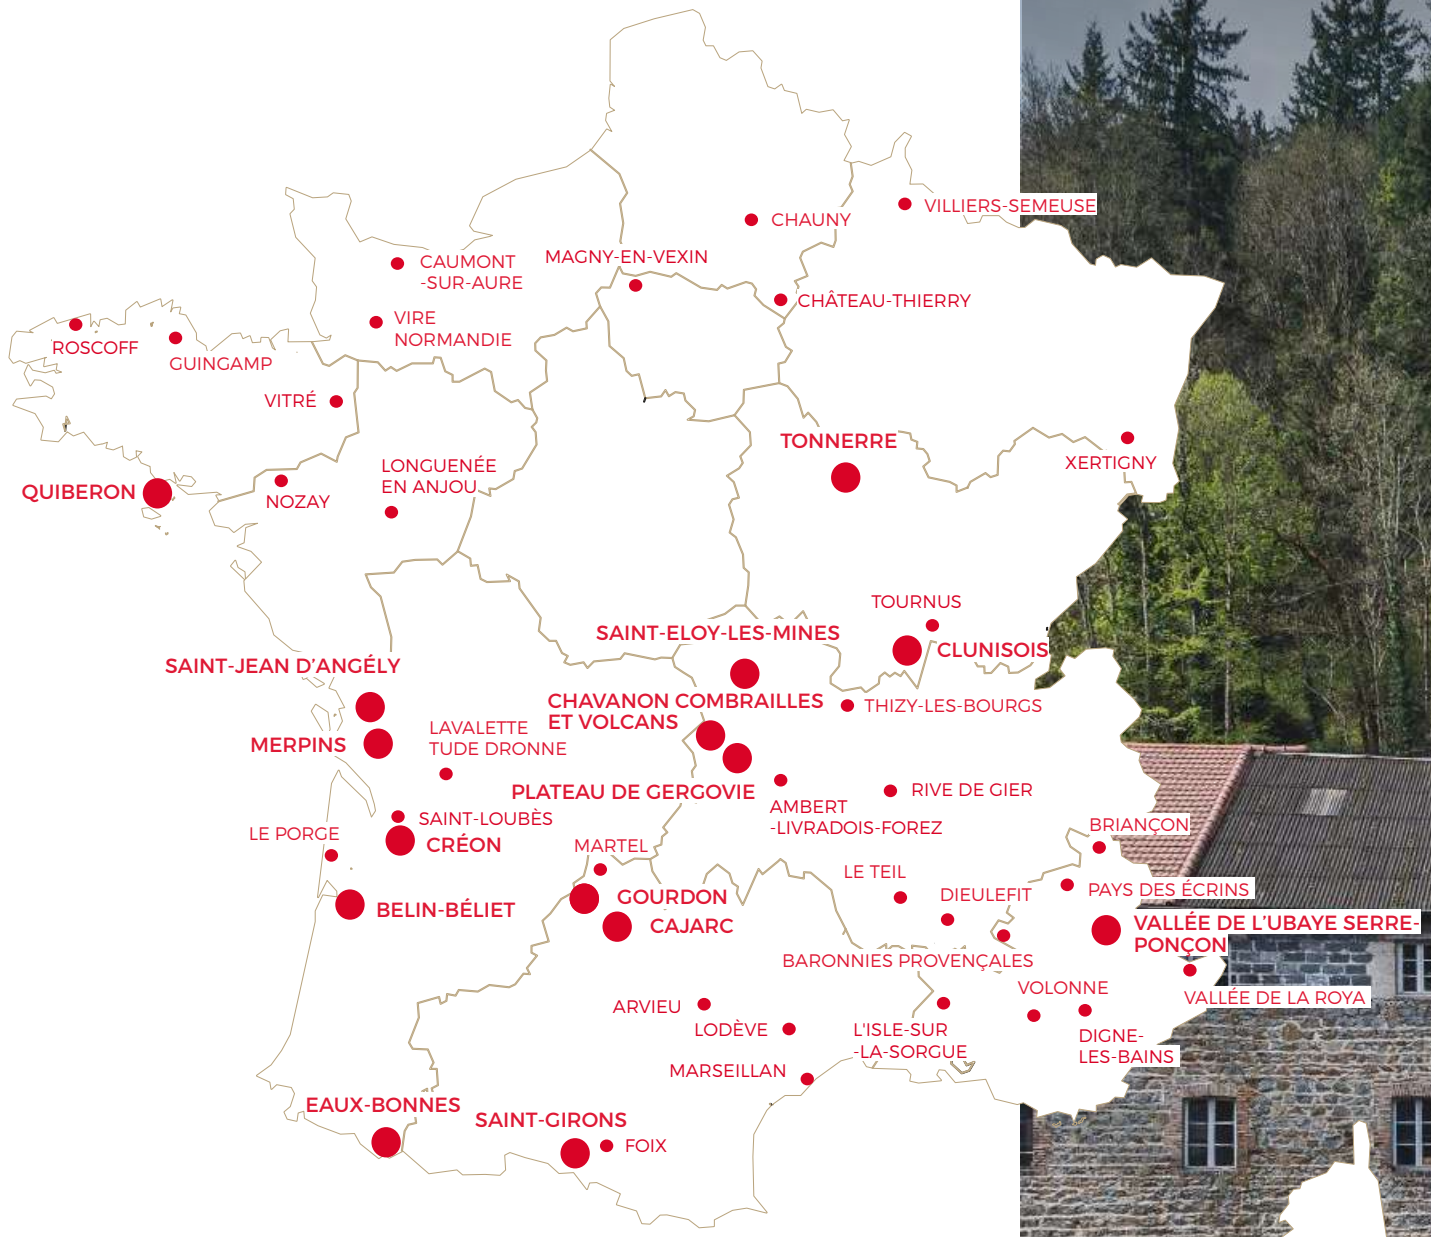 VILLIERS-SEMEUSE
CHAUNY
MAGNY-EN-VEXIN
CAUMONT
-SUR-AURE
CHÂTEAU-THIERRY
VIRE
NORMANDIE
ROSCOFF
GUINGAMP
VITRÉ
TONNERRE
XERTIGNY
LONGUENÉE
EN ANJOU
QUIBERON
NOZAY
TOURNUS
SAINT-ELOY-LES-MINES
CLUNISOIS
SAINT-JEAN D'ANGÉLY
CHAVANON COMBRAILLES
ET VOLCANS
THIZY-LES-BOURGS
LAVALETTE
TUDE DRONNE
MERPINS
PLATEAU DE GERGOVIE
RIVE DE GIER
AMBERT
-LIVRADOIS-FOREZ
SAINT-LOUBÈS
BRIANÇON
LE PORGE
CRÉON
MARTEL
LE TEIL
PAYS DES ÉCRINS
DIEULEFIT
GOURDON
BELIN-BÉLIET
CAJARC
VALLÉE DE L'UBAYE SERRE-
PONÇON
BARONNIES PROVENÇALES
VOLONNE
VALLÉE DE LA ROYA
ARVIEU
LODÈVE
L'ISLE-SUR
-LA-SORGUE
DIGNE-
LES-BAINS
MARSEILLAN
EAUX-BONNES
SAINT-GIRONS
FOIX